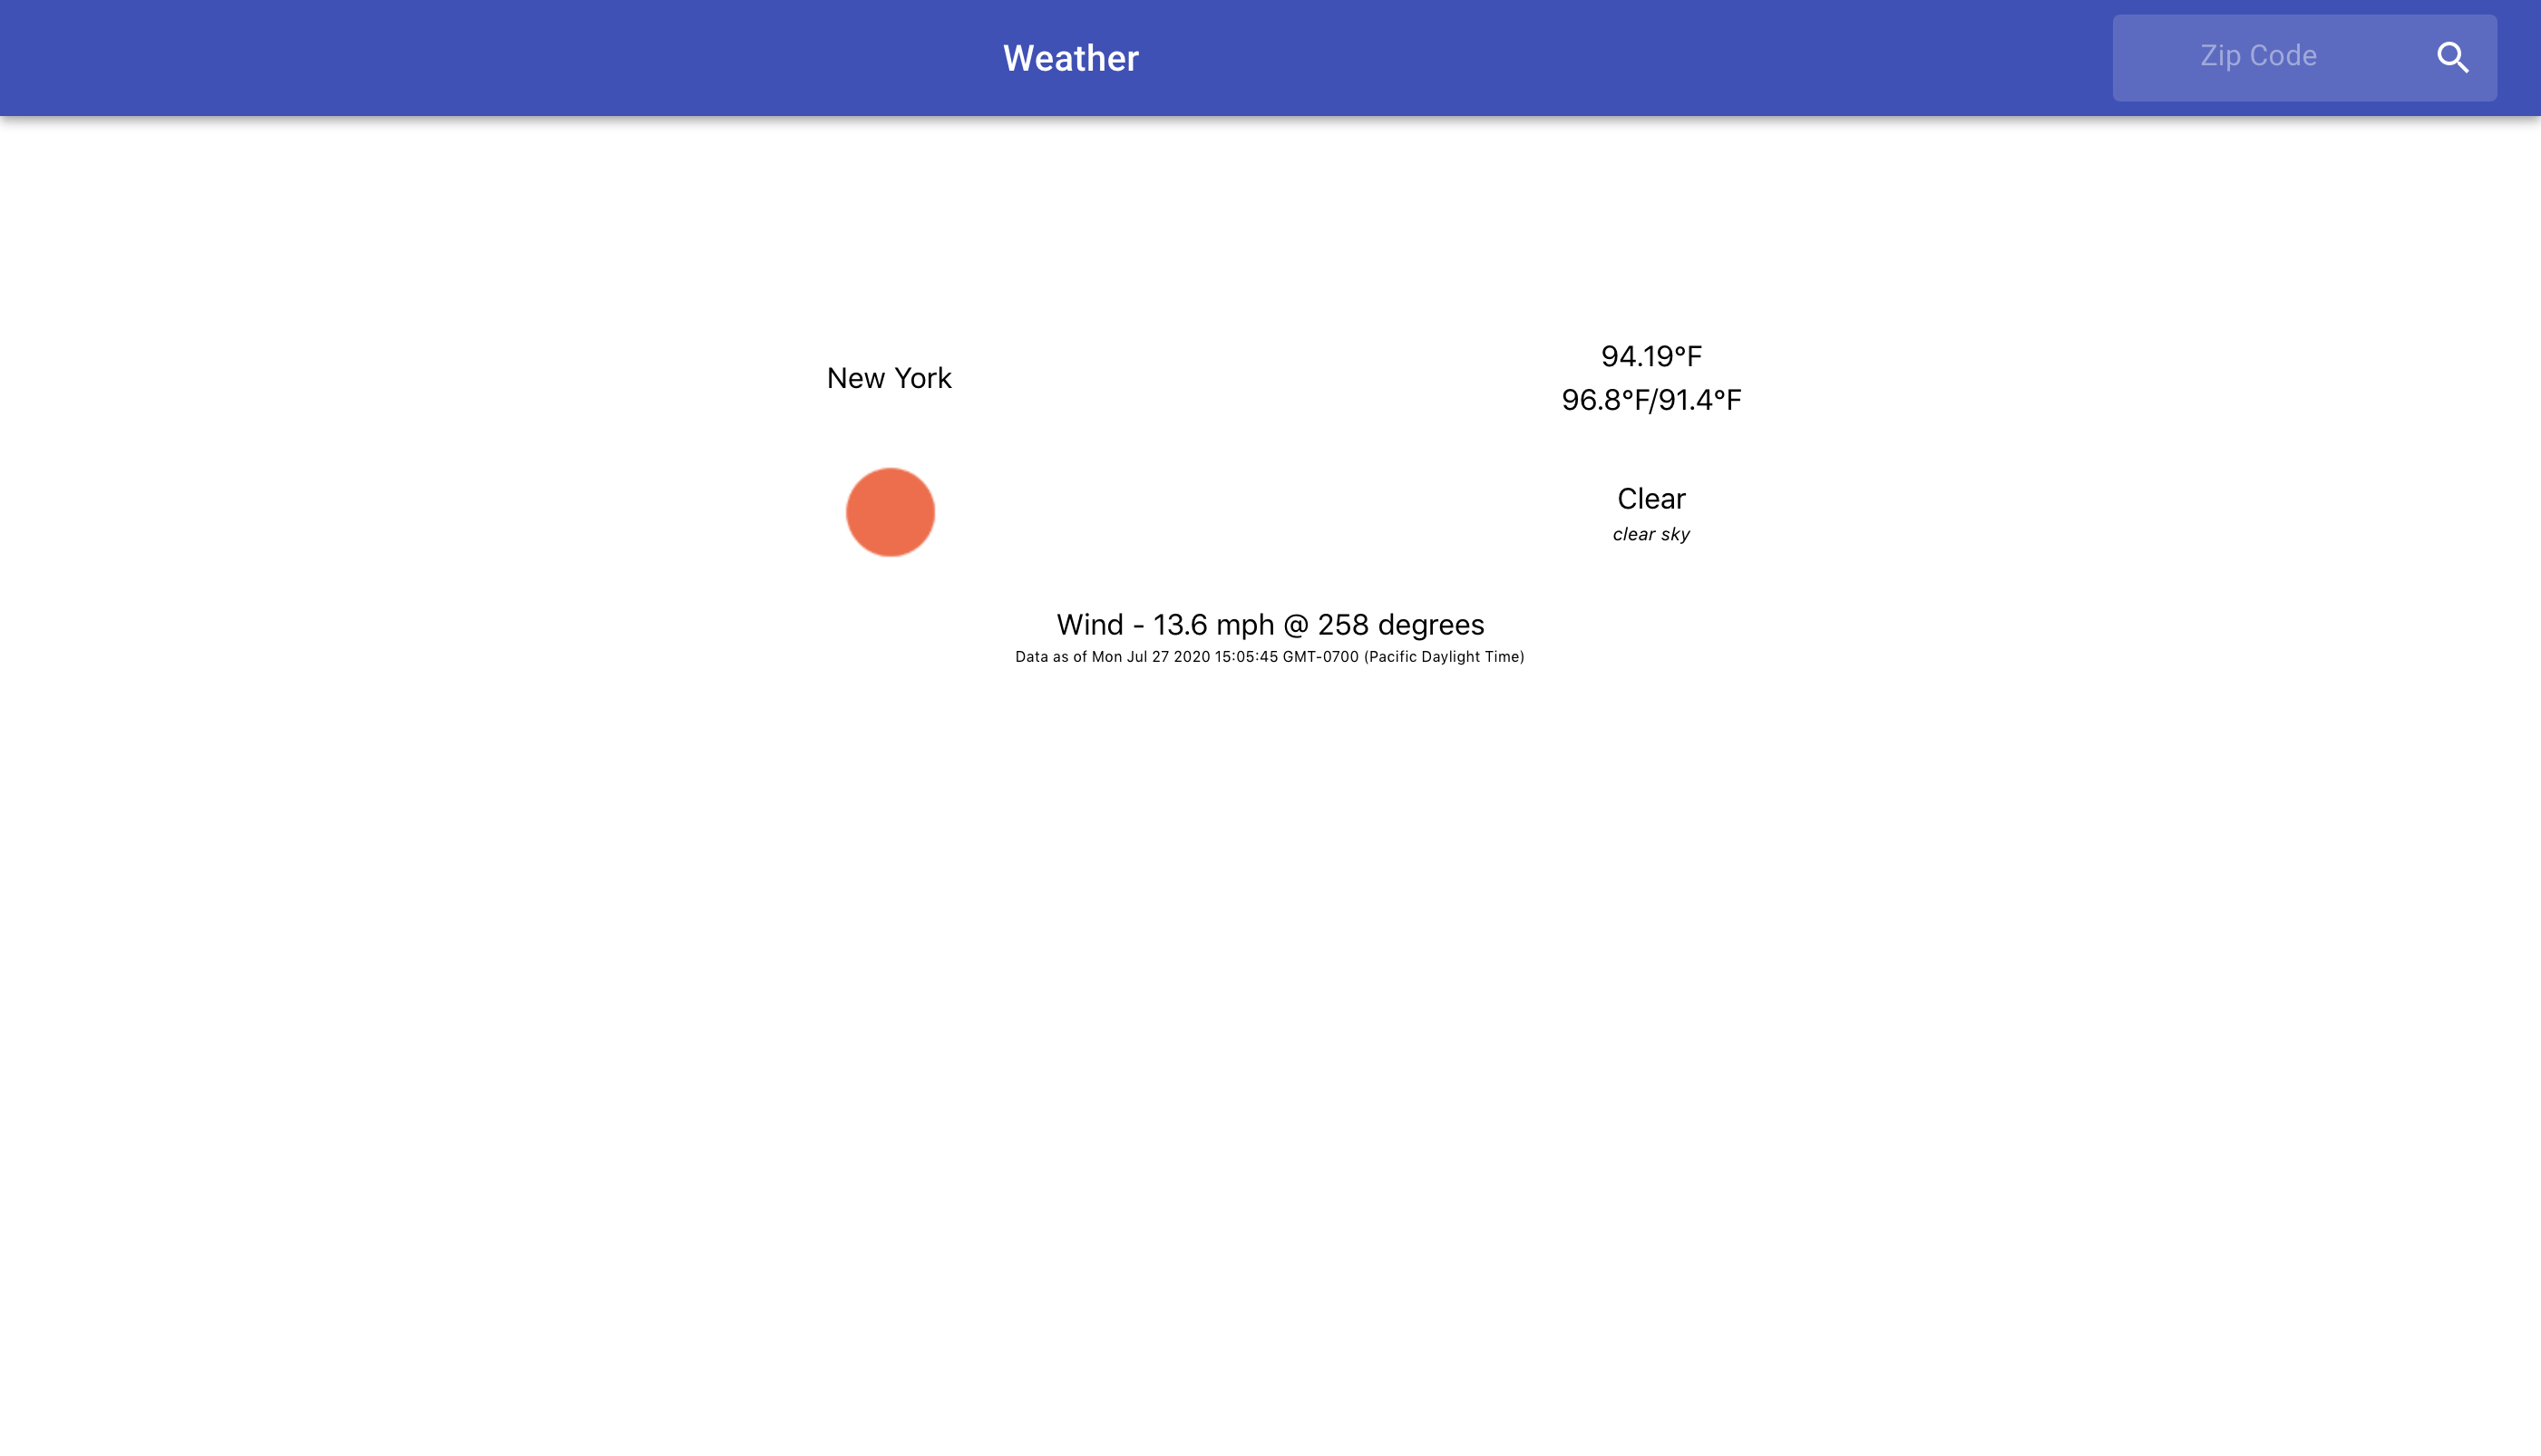 Weather
Zip Code
New York
94.19°F
96.8°F/91.4°F
Clear
clear sky
Wind - 13.6 mph @ 258 degrees
Data as of Mon Jul 27 2020 15:05:45 GMT-0700 (Pacific Daylight Time)